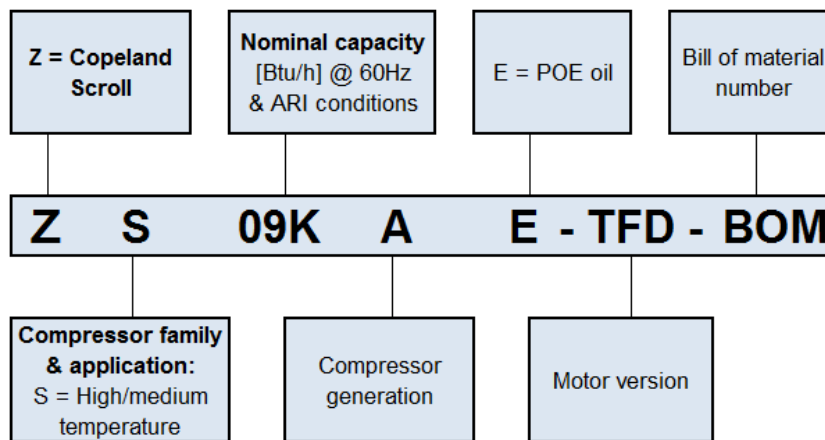 Z = Copeland
Scroll
Nominal capacity
[Btu/h] @ 60Hz
& ARI conditions
E = POE oil
Bill of material
number
Z S 09K A E - TFD - BOM
Compressor family
& application:
S = High/medium
temperature
Compressor
generation
Motor version